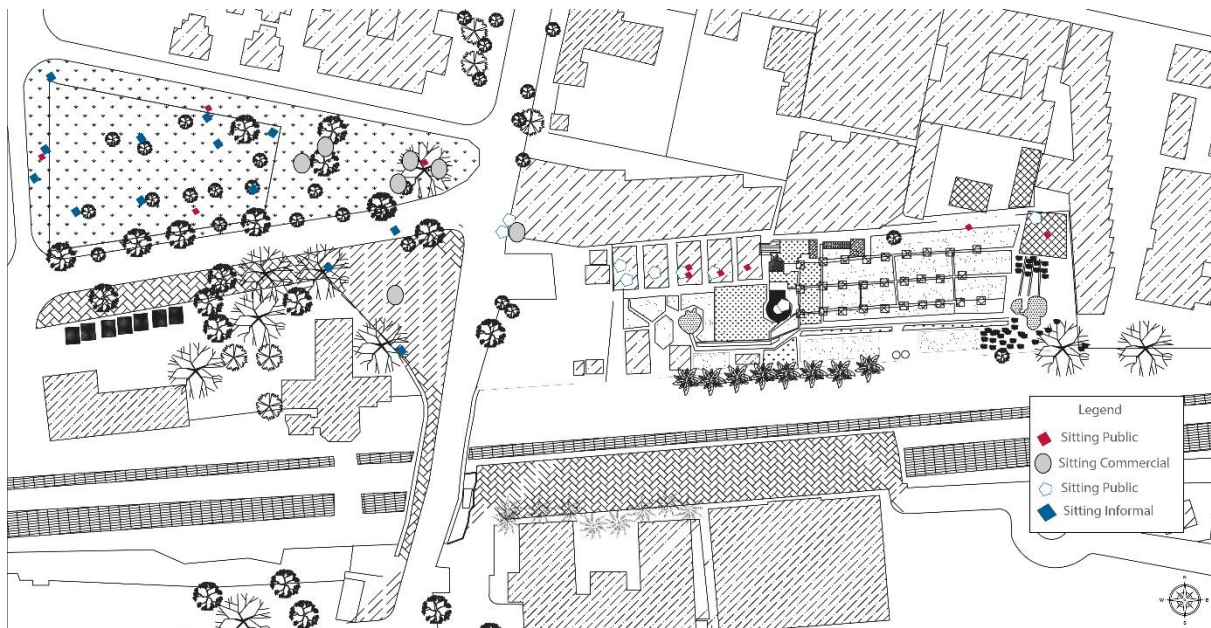 Legend
Sitting Public
Sitting Commercial
Sitting Public
Sitting Informal
N
W E
S